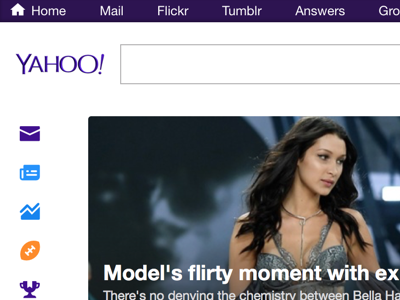 Home Mail Flickr Tumblr Answers Gro
YAHOO!
Model's flirty moment with ex
There's no denying the chemistry between Bella Ha